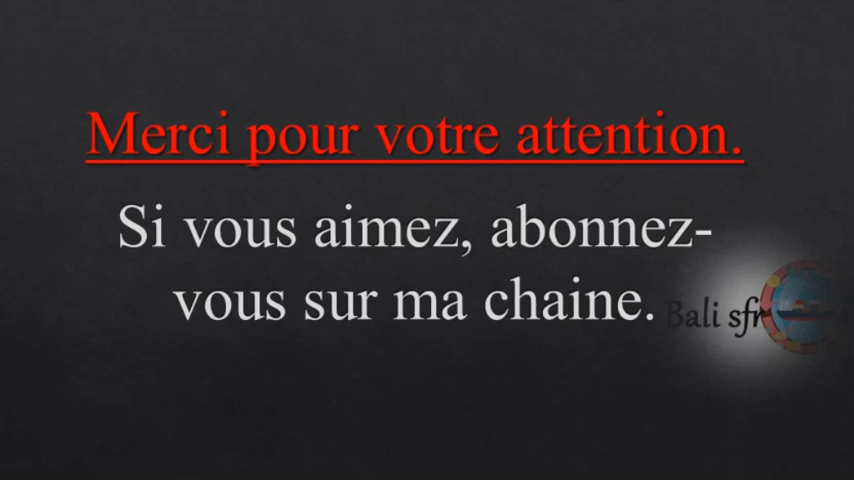 Merci pour votre attention.
Si vous aimez, abonnez-
vous sur ma chaine.
Bali sfr